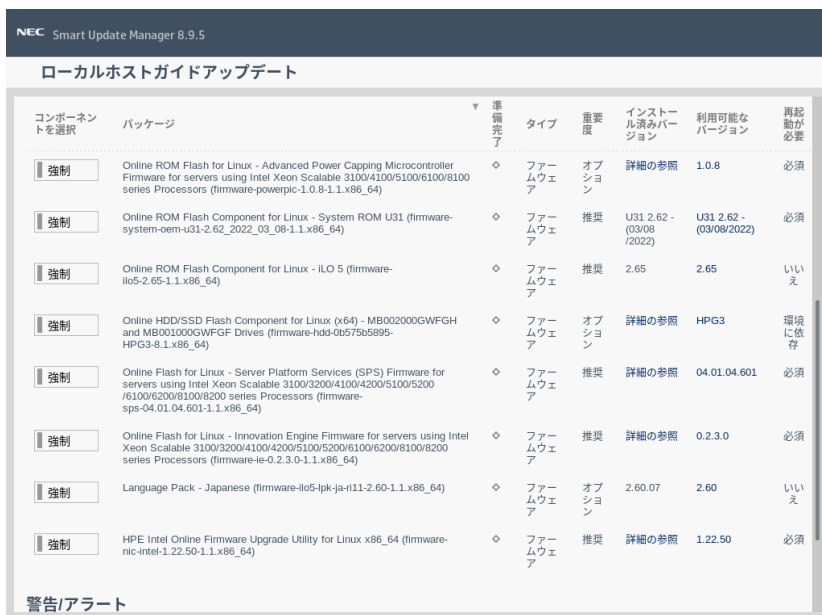 NEC Smart Update Manager 8.9.5
ローカルホストガイドアップデート
コンポーネン
トを選択
パッケージ
▼
準
備
完
了
タイプ
重要
度
インストー
ル済みバー
ジョン
利用可能な
バージョン
再起
動が
必要
強制
Online ROM Flash for Linux - Advanced Power Capping Microcontroller
Firmware for servers using Intel Xeon Scalable 3100/4100/5100/6100/8100
series Processors (firmware-powerpic-1.0.8-1.1.x86_64)
ファー
ムウェ
ア
オプ
ショ
ン
詳細の参照
1.0.8
必須
強制
Online ROM Flash Component for Linux - System ROM U31 (firmware-
system-oem-u31-2.62_2022_03_08-1.1.x86_64)
ファー
ムウェ
ア
推奨
U31 2.62 -
(03/08
/2022)
U31 2.62 -
(03/08/2022)
必須
強制
Online ROM Flash Component for Linux - iLO 5 (firmware-
ilo5-2.65-1.1.x86_64)
ファー
ムウェ
ア
推奨
2.65
2.65
いい
え
強制
Online HDD/SSD Flash Component for Linux (x64) - MB002000GWFGH
and MB001000GWFGF Drives (firmware-hdd-0b575b5895-
HPG3-8.1.x86_64)
ファー
ムウェ
ア
オプ
ショ
ン
詳細の参照
HPG3
環境
に依
存
強制
Online Flash for Linux - Server Platform Services (SPS) Firmware for
servers using Intel Xeon Scalable 3100/3200/4100/4200/5100/5200
/6100/6200/8100/8200 series Processors (firmware-
sps-04.01.04.601-1.1.x86_64)
ファー
ムウェ
ア
推奨
詳細の参照
04.01.04.601
必須
強制
Online Flash for Linux - Innovation Engine Firmware for servers using Intel
Xeon Scalable 3100/3200/4100/4200/5100/5200/6100/6200/8100/8200
series Processors (firmware-ie-0.2.3.0-1.1.x86_64)
ファー
ムウェ
ア
推奨
詳細の参照
0.2.3.0
必須
強制
Language Pack - Japanese (firmware-ilo5-lpk-ja-ri11-2.60-1.1.x86_64)
ファー
ムウェ
ア
オプ
ショ
ン
2.60.07
2.60
いい
え
強制
HPE Intel Online Firmware Upgrade Utility for Linux x86_64 (firmware-
nic-intel-1.22.50-1.1.x86_64)
ファー
ムウェ
ア
推奨
詳細の参照
1.22.50
必須
警告/アラート